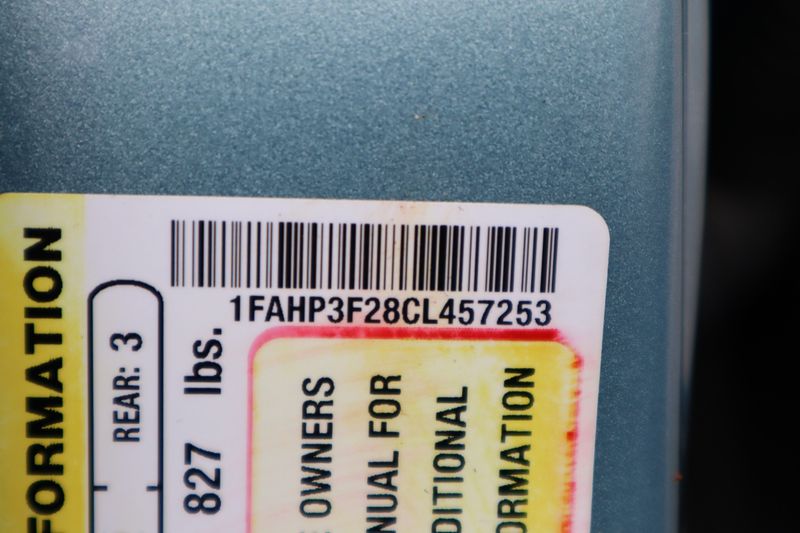 1FAHP3F28CL457253
FORMATION
REAR: 3
827 lbs.
OWNERS
NUAL FOR
DITIONAL
ORMATION